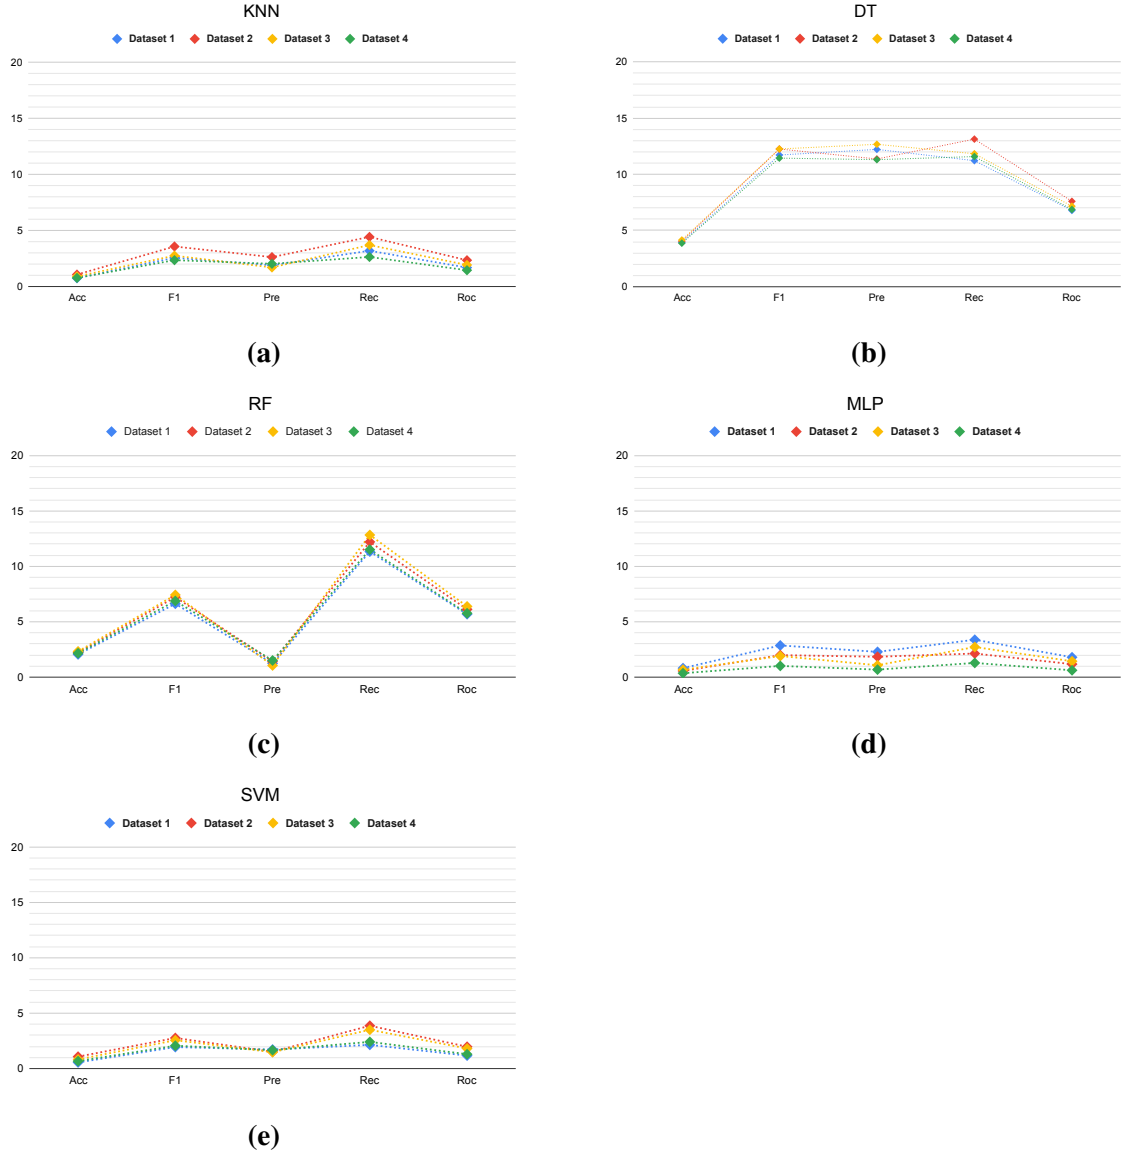 KNN
Dataset 1 Dataset 2 Dataset 3 Dataset 4
20
15
10
5
0
Acc F1 Pre Rec Roc
(a)
DT
Dataset 1 Dataset 2 Dataset 3 Dataset 4
20
15
10
5
0
Acc F1 Pre Rec Roc
(b)
RF
Dataset 1 Dataset 2 Dataset 3 Dataset 4
20
15
10
5
0
Acc F1 Pre Rec Roc
(c)
MLP
Dataset 1 Dataset 2 Dataset 3 Dataset 4
20
15
10
5
0
Acc F1 Pre Rec Roc
(d)
SVM
Dataset 1 Dataset 2 Dataset 3 Dataset 4
20
15
10
5
0
Acc F1 Pre Rec Roc
(e)